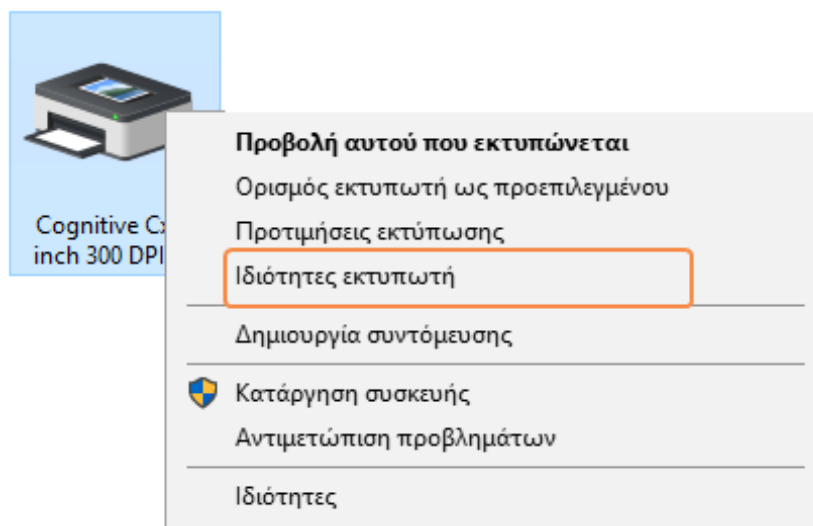 Cognitive
inch 300 DPI
Προβολή αυτού που εκτυπώνεται
Ορισμός εκτυπωτή ως προεπιλεγμένου
Προτιμήσεις εκτύπωσης
Ιδιότητες εκτυπωτή
Δημιουργία συντόμευσης
Κατάργηση συσκευής
Αντιμετώπιση προβλημάτων
Ιδιότητες